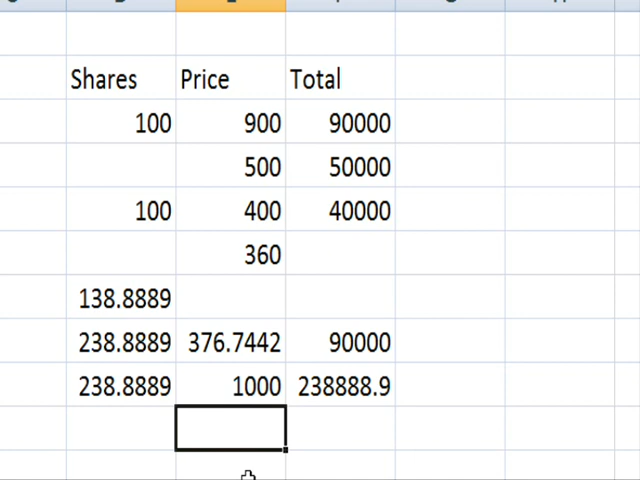 Shares Price Total
100 900 90000
500 50000
100 400 40000
360
138.8889
238.8889 376.7442 90000
238.8889 1000 238888.9